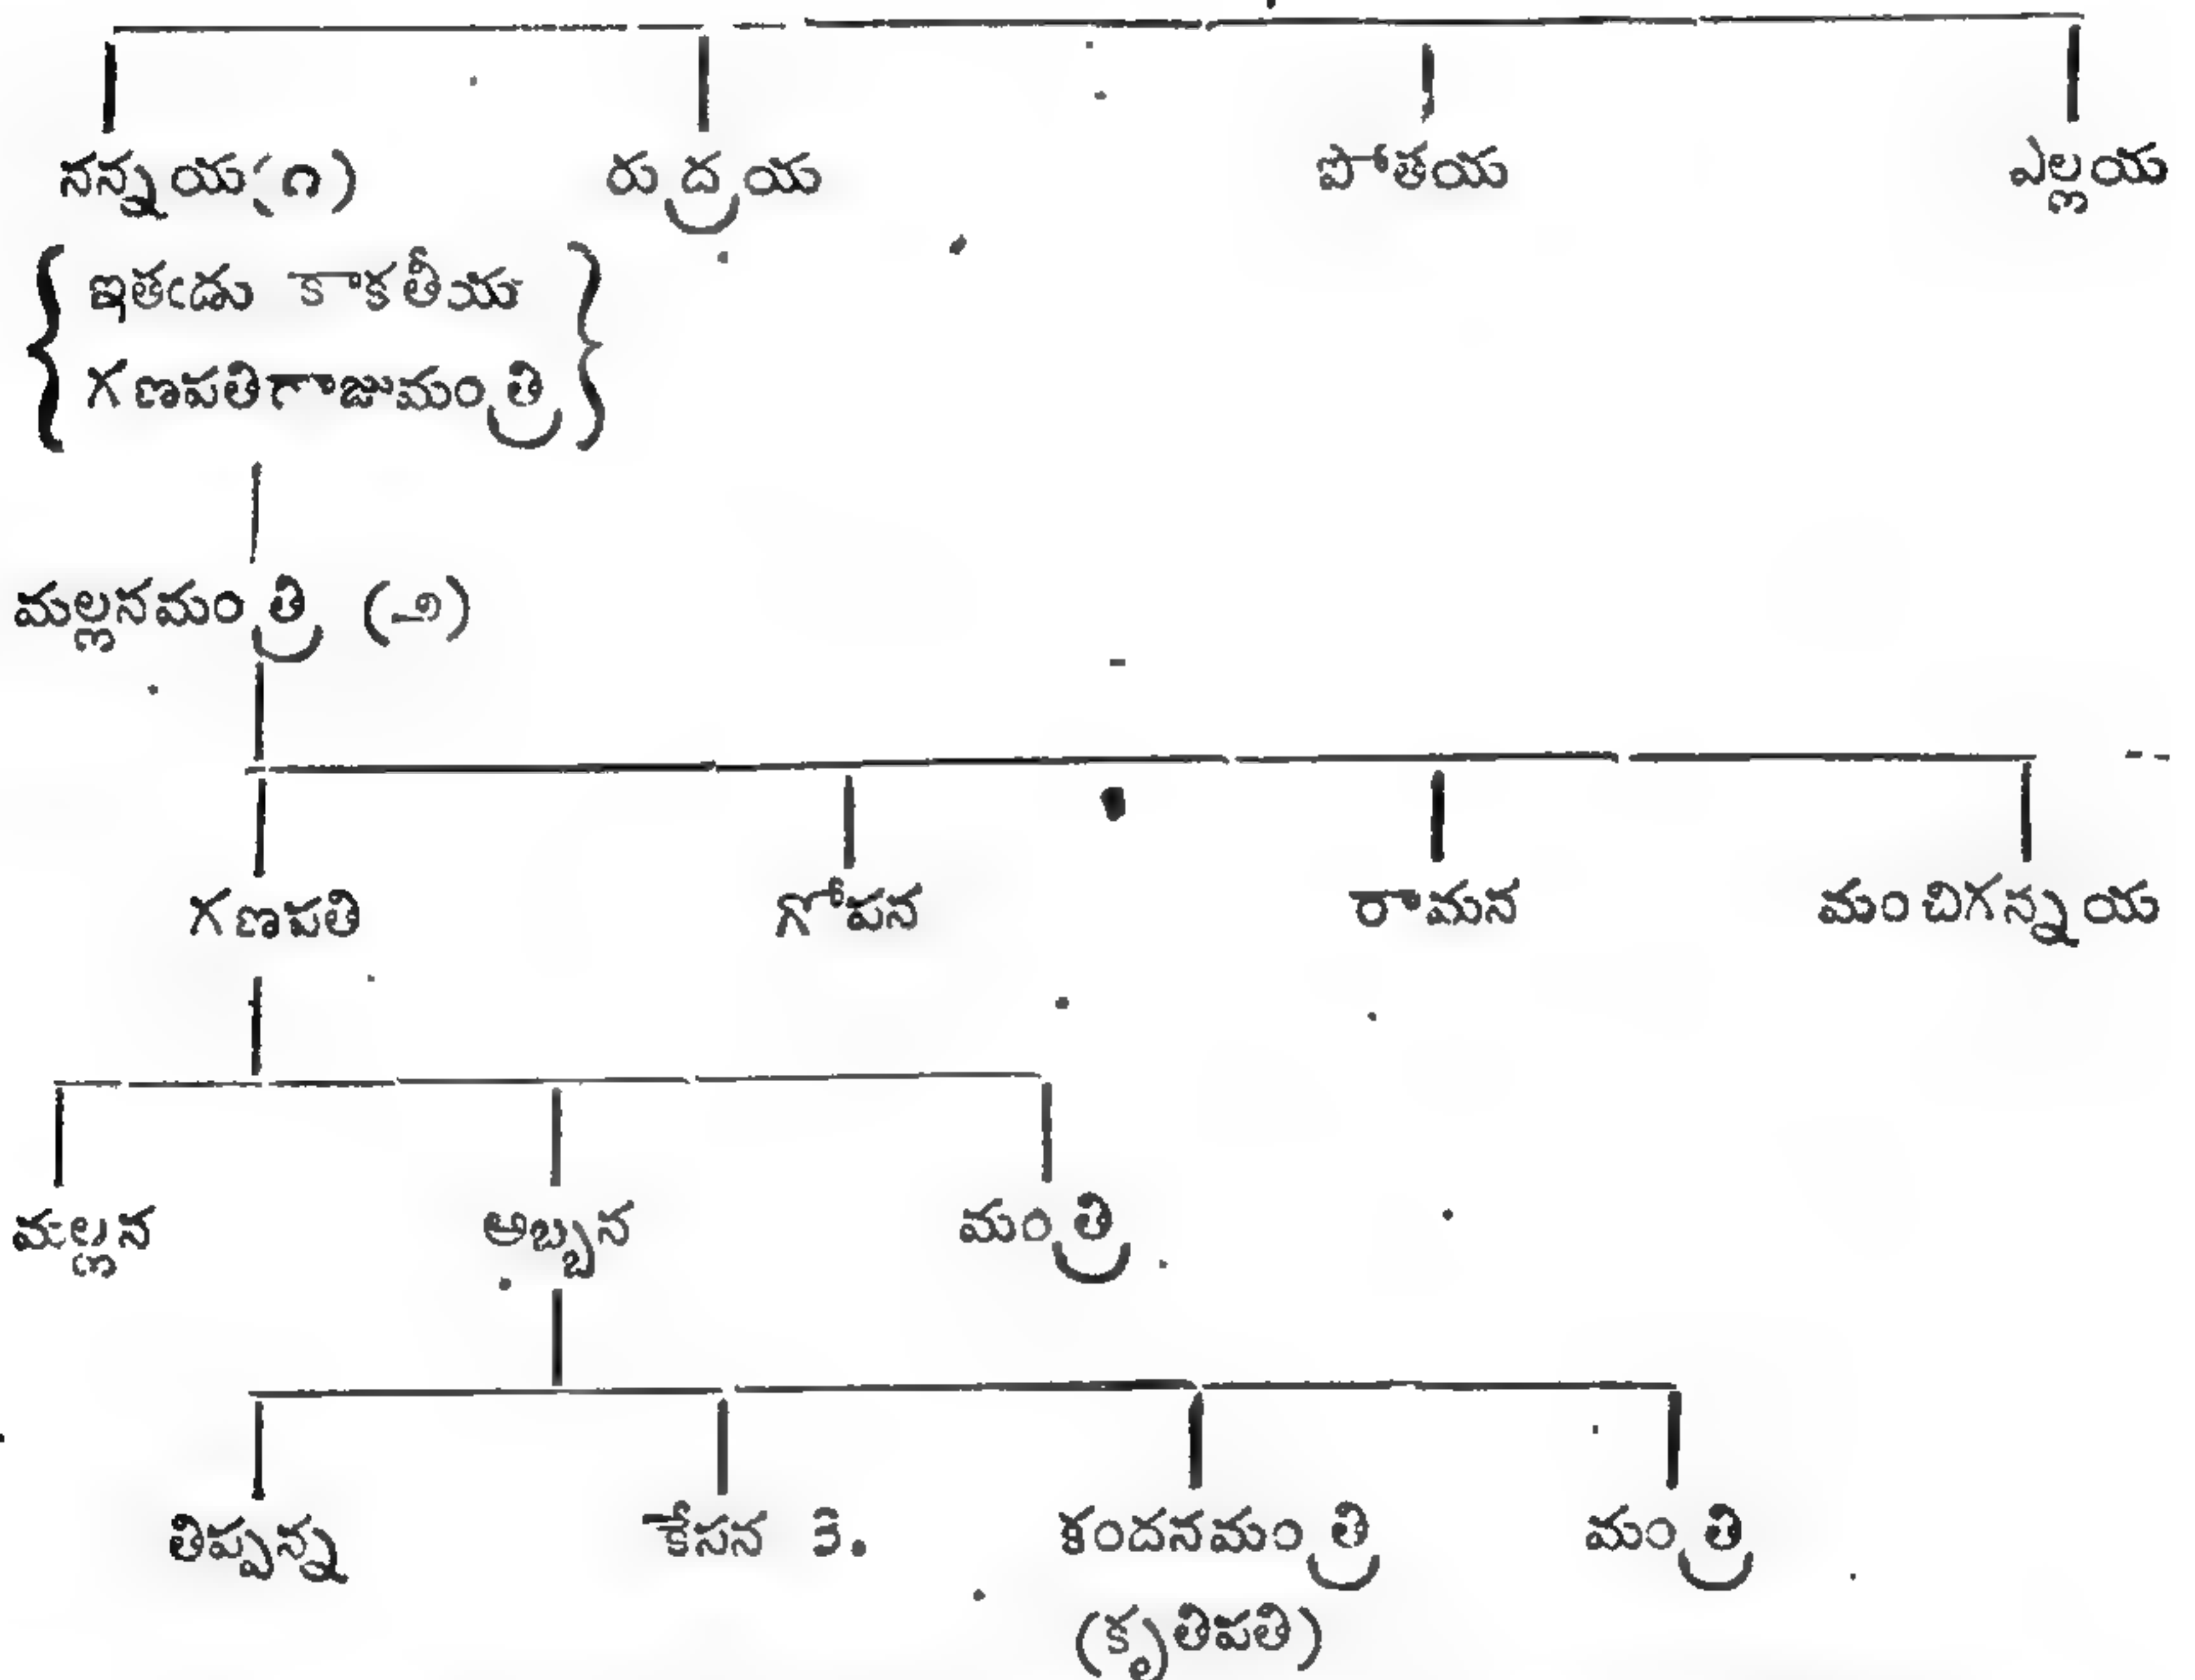 నన్నయ(౧) రుద్రయ పోతయ ఎల్లయ
ఇతఁడు కాకతీయ
గణపతిరాజుమంత్రి
మల్లనమంత్రి (౨)
గణపతి గోపన రామన మంచిగన్నయ
మల్లన అబ్బన మంత్రి
తిప్పన్న కేసన 3. కందనమంత్రి మంత్రి
(కృతిపతి)